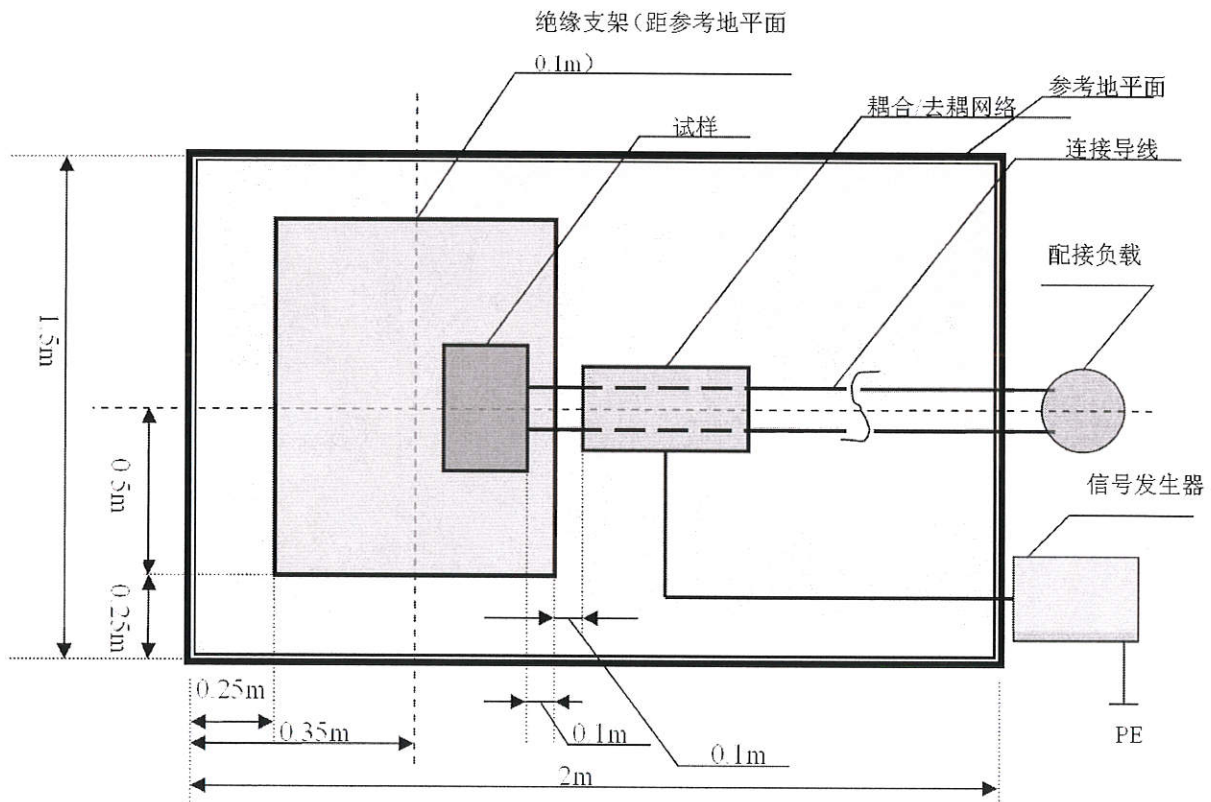 绝缘支架（距参考地平面
0.1m）
参考地平面
耦合/去耦网络
试样
连接导线
配接负载
1.5m
0.5m
信号发生器
0.25m
0.25m
0.35m
0.1m
0.1m
PE
2m